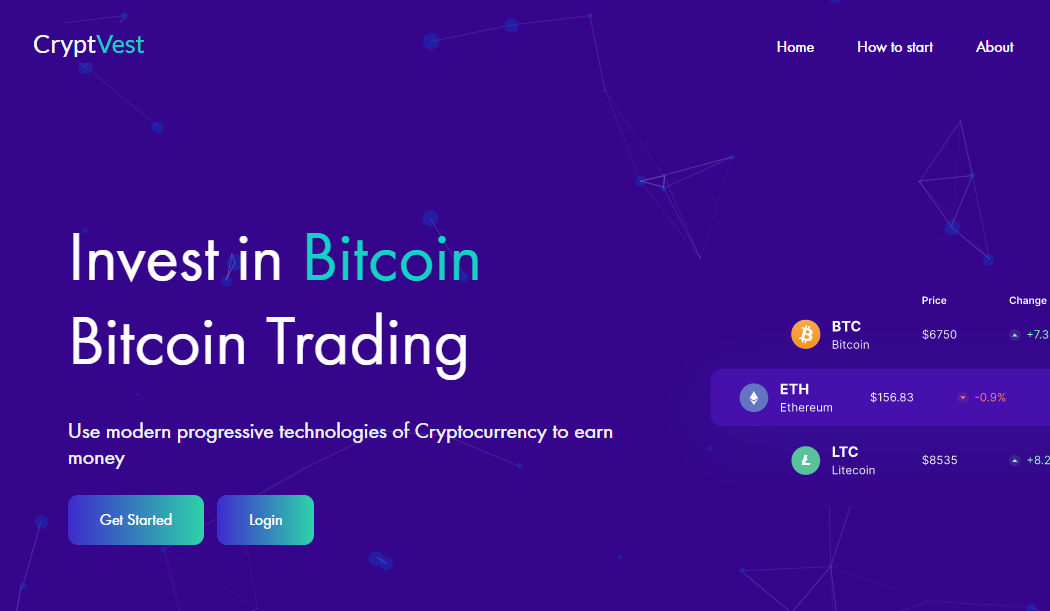 CryptVest
Home How to start About
Invest in Bitcoin
Bitcoin Trading
Use modern progressive technologies of Cryptocurrency to earn
money
Get Started Login
Price Change
BTC $6750 +7.3
Bitcoin
ETH $156.83 -0.9%
Ethereum
LTC $8535 +8.2
Litecoin